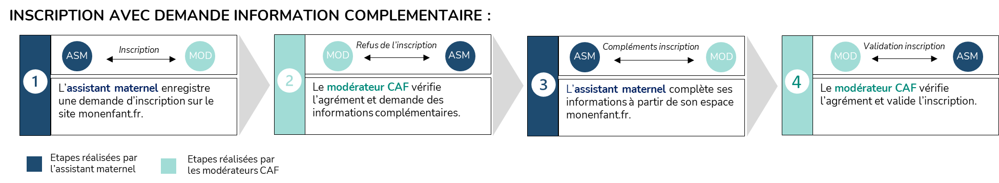 INSCRIPTION AVEC DEMANDE INFORMATION COMPLEMENTAIRE :
1
ASM
Inscription
MOD
L'assistant maternel enregistre
une demande d'inscription sur le
site monenfant.fr.
2
MOD
Refus de l'inscription
ASM
Le modérateur CAF vérifie
l'agrément et demande des
informations complémentaires.
3
ASM
Compléments inscription
MOD
L'assistant maternel complète ses
informations à partir de son espace
monenfant.fr.
4
MOD
Validation inscription
ASM
Le modérateur CAF vérifie
l'agrément et valide l'inscription.
Etapes réalisées par
l'assistant maternel
Etapes réalisées par
les modérateurs CAF